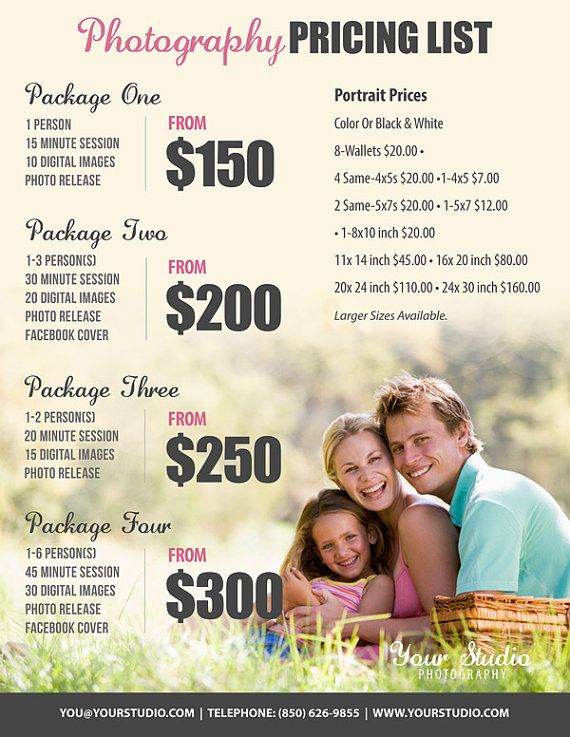 Photography PRICING LIST
Package One
1 PERSON
15 MINUTE SESSION
10 DIGITAL IMAGES
PHOTO RELEASE
FROM
$150
Package Two
1-3 PERSON(S)
30 MINUTE SESSION
20 DIGITAL IMAGES
PHOTO RELEASE
FACEBOOK COVER
FROM
$200
Package Three
1-2 PERSON(S)
20 MINUTE SESSION
15 DIGITAL IMAGES
PHOTO RELEASE
FROM
$250
Package Four
1-6 PERSON(S)
45 MINUTE SESSION
30 DIGITAL IMAGES
PHOTO RELEASE
FACEBOOK COVER
FROM
$300
Portrait Prices
Color Or Black & White
8-Wallets $20.00 •
4 Same-4x5s $20.00 •1-4x5 $7.00
2 Same-5x7s $20.00 • 1-5x7 $12.00
• 1-8x10 inch $20.00
11x 14 inch $45.00 • 16x 20 inch $80.00
20x 24 inch $110.00 • 24x 30 inch $160.00
Larger Sizes Available.
Your Studio
PHOTOGRAPHY
YOU@YOURSTUDIO.COM | TELEPHONE: (850) 626-9855 | WWW.YOURSTUDIO.COM